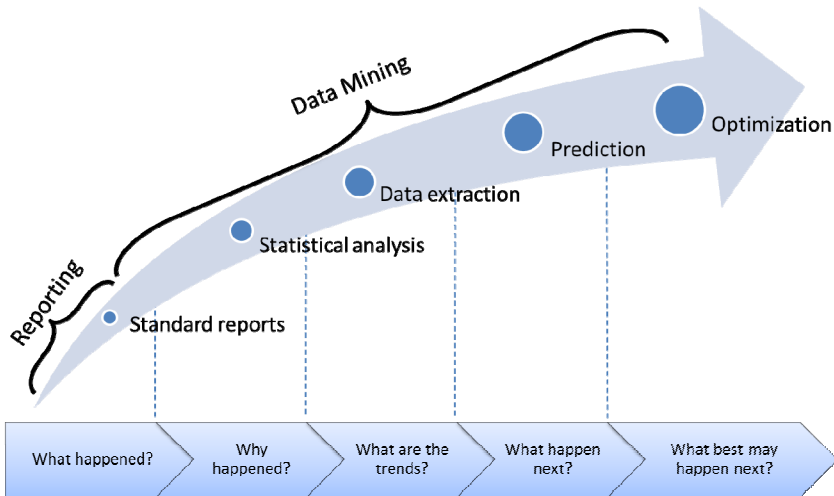 Data Mining
Optimization
Prediction
Data extraction
Statistical analysis
Reporting
Standard reports
What happened?
Why
happened?
What are the
trends?
What happen
next?
What best may
happen next?